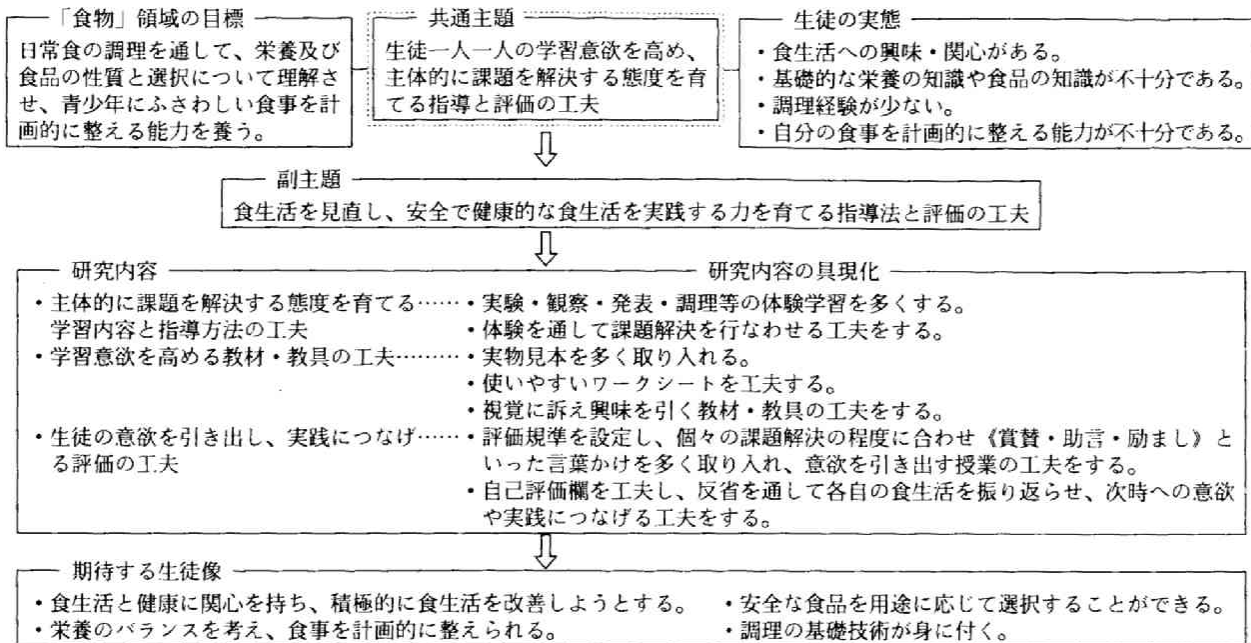 「食物」領域の目標
日常食の調理を通して、栄養及び
食品の性質と選択について理解さ
せ、青少年にふさわしい食事を計
画的に整える能力を養う。
共通主題
生徒一人一人の学習意欲を高め、
主体的に課題を解決する態度を育
てる指導と評価の工夫
生徒の実態
・食生活への興味・関心がある。
・基礎的な栄養の知識や食品の知識が不十分である。
・調理経験が少ない。
・自分の食事を計画的に整える能力が不十分である。
副主題
食生活を見直し、安全で健康的な食生活を実践する力を育てる指導法と評価の工夫
研究内容
研究内容の具現化
・主体的に課題を解決する態度を育てる……・実験・観察・発表・調理等の体験学習を多くする。
学習内容と指導方法の工夫
・体験を通して課題解決を行なわせる工夫をする。
・学習意欲を高める教材・教具の工夫………・実物見本を多く取り入れる。
・使いやすいワークシートを工夫する。
・視覚に訴え興味を引く教材・教具の工夫をする。
・生徒の意欲を引き出し、実践につなげ……・評価規準を設定し、個々の課題解決の程度に合わせ《賞賛・助言・励まし》と
る評価の工夫
いった言葉かけを多く取り入れ、意欲を引き出す授業の工夫をする。
・自己評価欄を工夫し、反省を通して各自の食生活を振り返らせ、次時への意欲
や実践につなげる工夫をする。
期待する生徒像
・食生活と健康に関心を持ち、積極的に食生活を改善しようとする。
・安全な食品を用途に応じて選択することができる。
・栄養のバランスを考え、食事を計画的に整えられる。
・調理の基礎技術が身に付く。